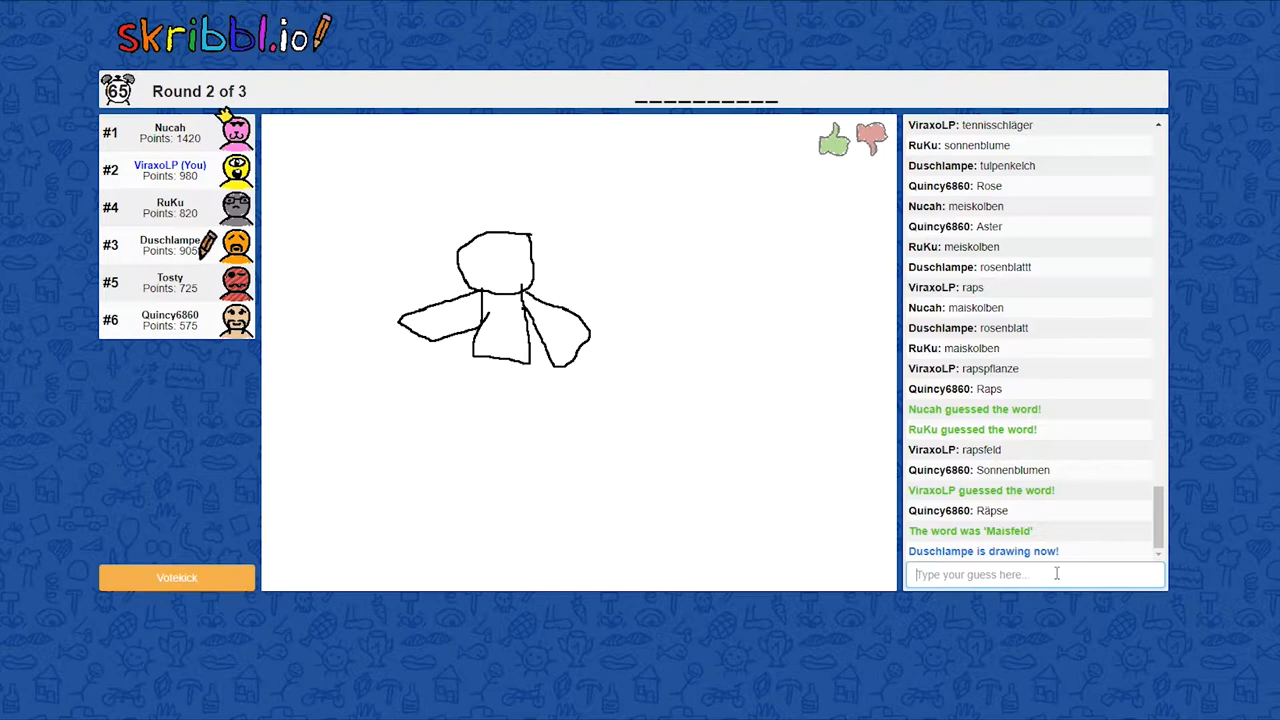 skribbl.io!
65
Round 2 of 3
__________
#1
Nucah
Points: 1420
#2
ViraxoLP (You)
Points: 980
#4
RuKu
Points: 820
#3
Duschlampe
Points: 905
#5
Tosty
Points: 725
#6
Quincy6860
Points: 575
Votekick
ViraxoLP: tennisschläger
RuKu: sonnenblume
Duschlampe: tulpenkelch
Quincy6860: Rose
Nucah: meiskolben
Quincy6860: Aster
RuKu: meiskolben
Duschlampe: rosenblattt
ViraxoLP: raps
Nucah: maiskolben
Duschlampe: rosenblatt
RuKu: maiskolben
ViraxoLP: rapspflanze
Quincy6860: Raps
Nucah guessed the word!
RuKu guessed the word!
ViraxoLP: rapsfeld
Quincy6860: Sonnenblumen
ViraxoLP guessed the word!
Quincy6860: Räpse
The word was 'Maisfeld'
Duschlampe is drawing now!
Type your guess here...